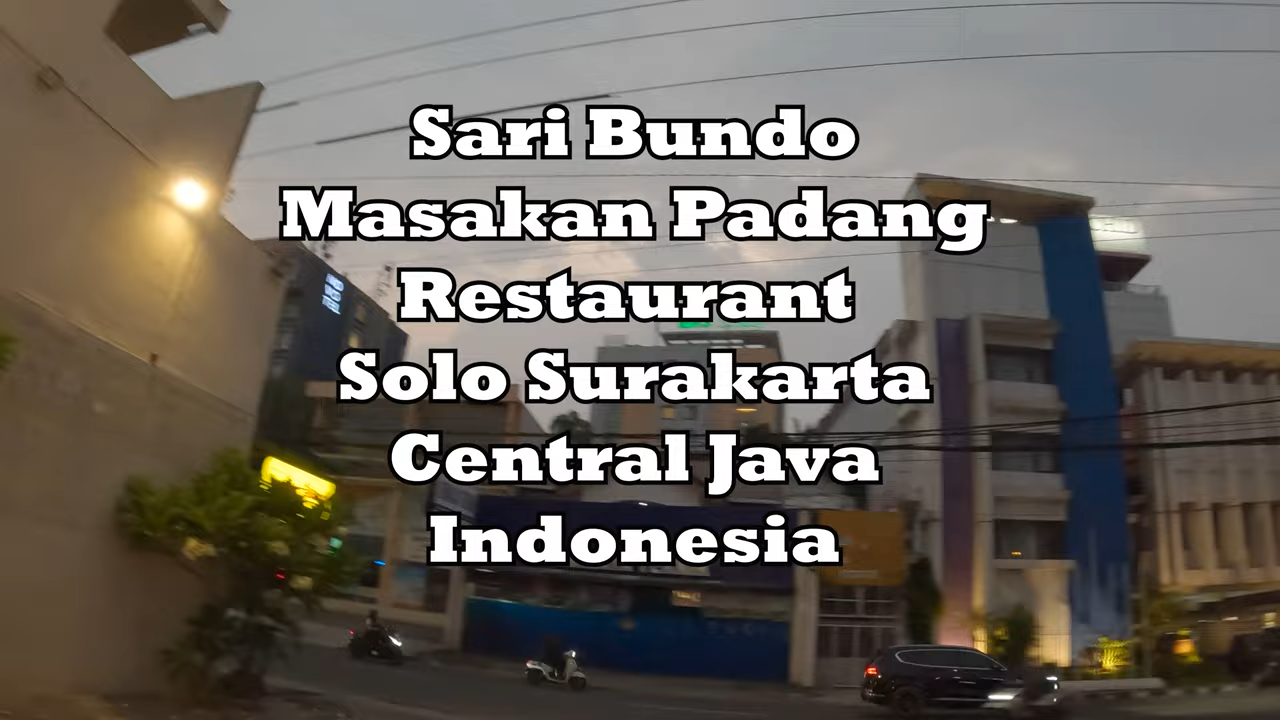 Sari Bundo
Masakan Padang
Restaurant
Solo Surakarta
Central Java
Indonesia